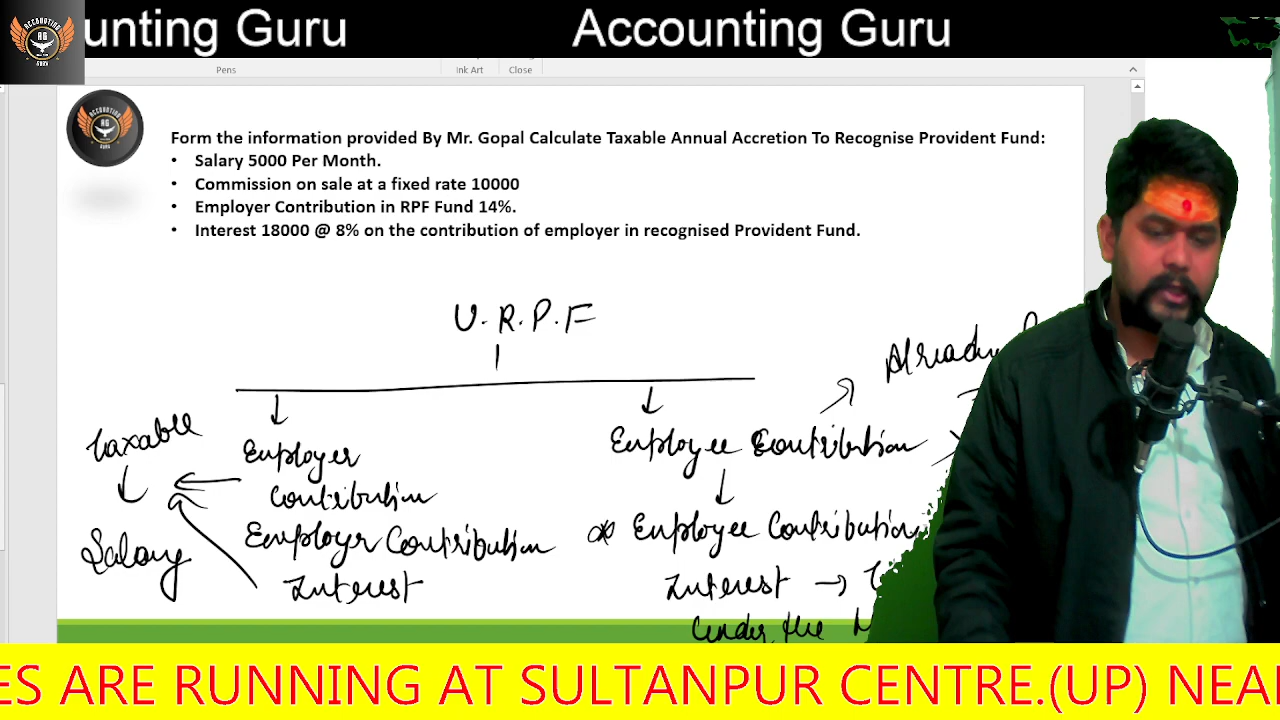 unting Guru Accounting Guru
Pens Ink Art Close
Form the information provided By Mr. Gopal Calculate Taxable Annual Accretion To Recognise Provident Fund:
• Salary 5000 Per Month.
• Commission on sale at a fixed rate 10000
• Employer Contribution in RPF Fund 14%.
• Interest 18000 @ 8% on the contribution of employer in recognised Provident Fund.
U.R.P.F
Already
Taxable
Employer
Employee Contribution
Contribution
Salary
Employer Contribution
Employee Contribution
Interest
Interest
Under the
ES ARE RUNNING AT SULTANPUR CENTRE.(UP) NEA